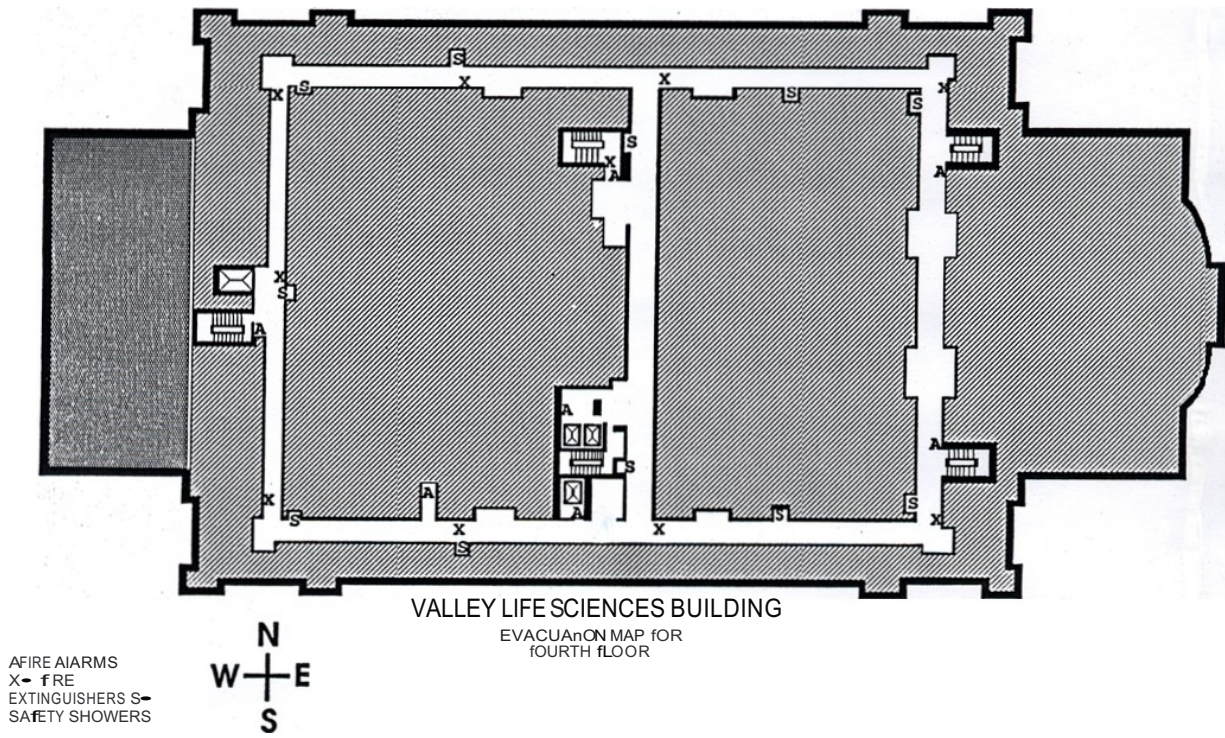 S
X X
S S X
X S
S
X
A A
X
S
A
A
A
S
A
X S
S A S X
X X
S
VALLEY LIFE SCIENCES BUILDING
EVACUAnON MAP fOR
fOURTH fLOOR
N
W E
S
AFIRE AIARMS
X- fRE
EXTINGUISHERS S-
SAfETY SHOWERS